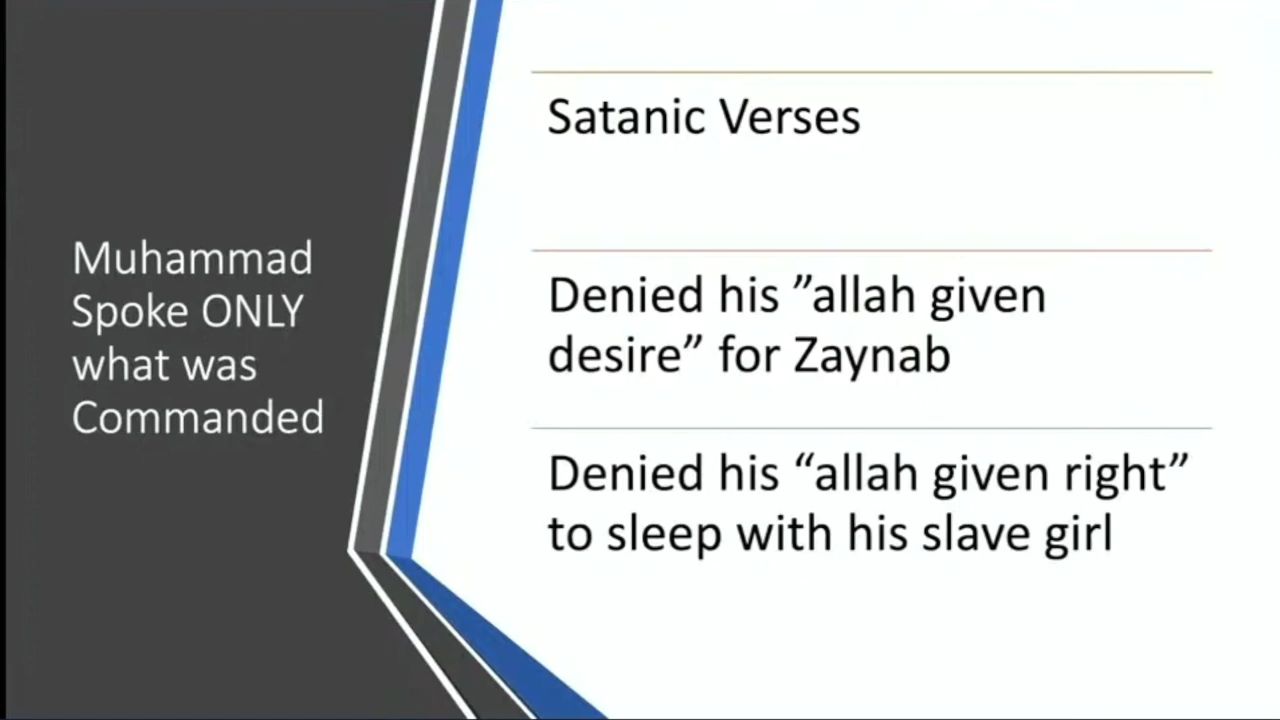 Muhammad
Spoke ONLY
what was
Commanded
Satanic Verses
Denied his ”allah given
desire” for Zaynab
Denied his “allah given right”
to sleep with his slave girl